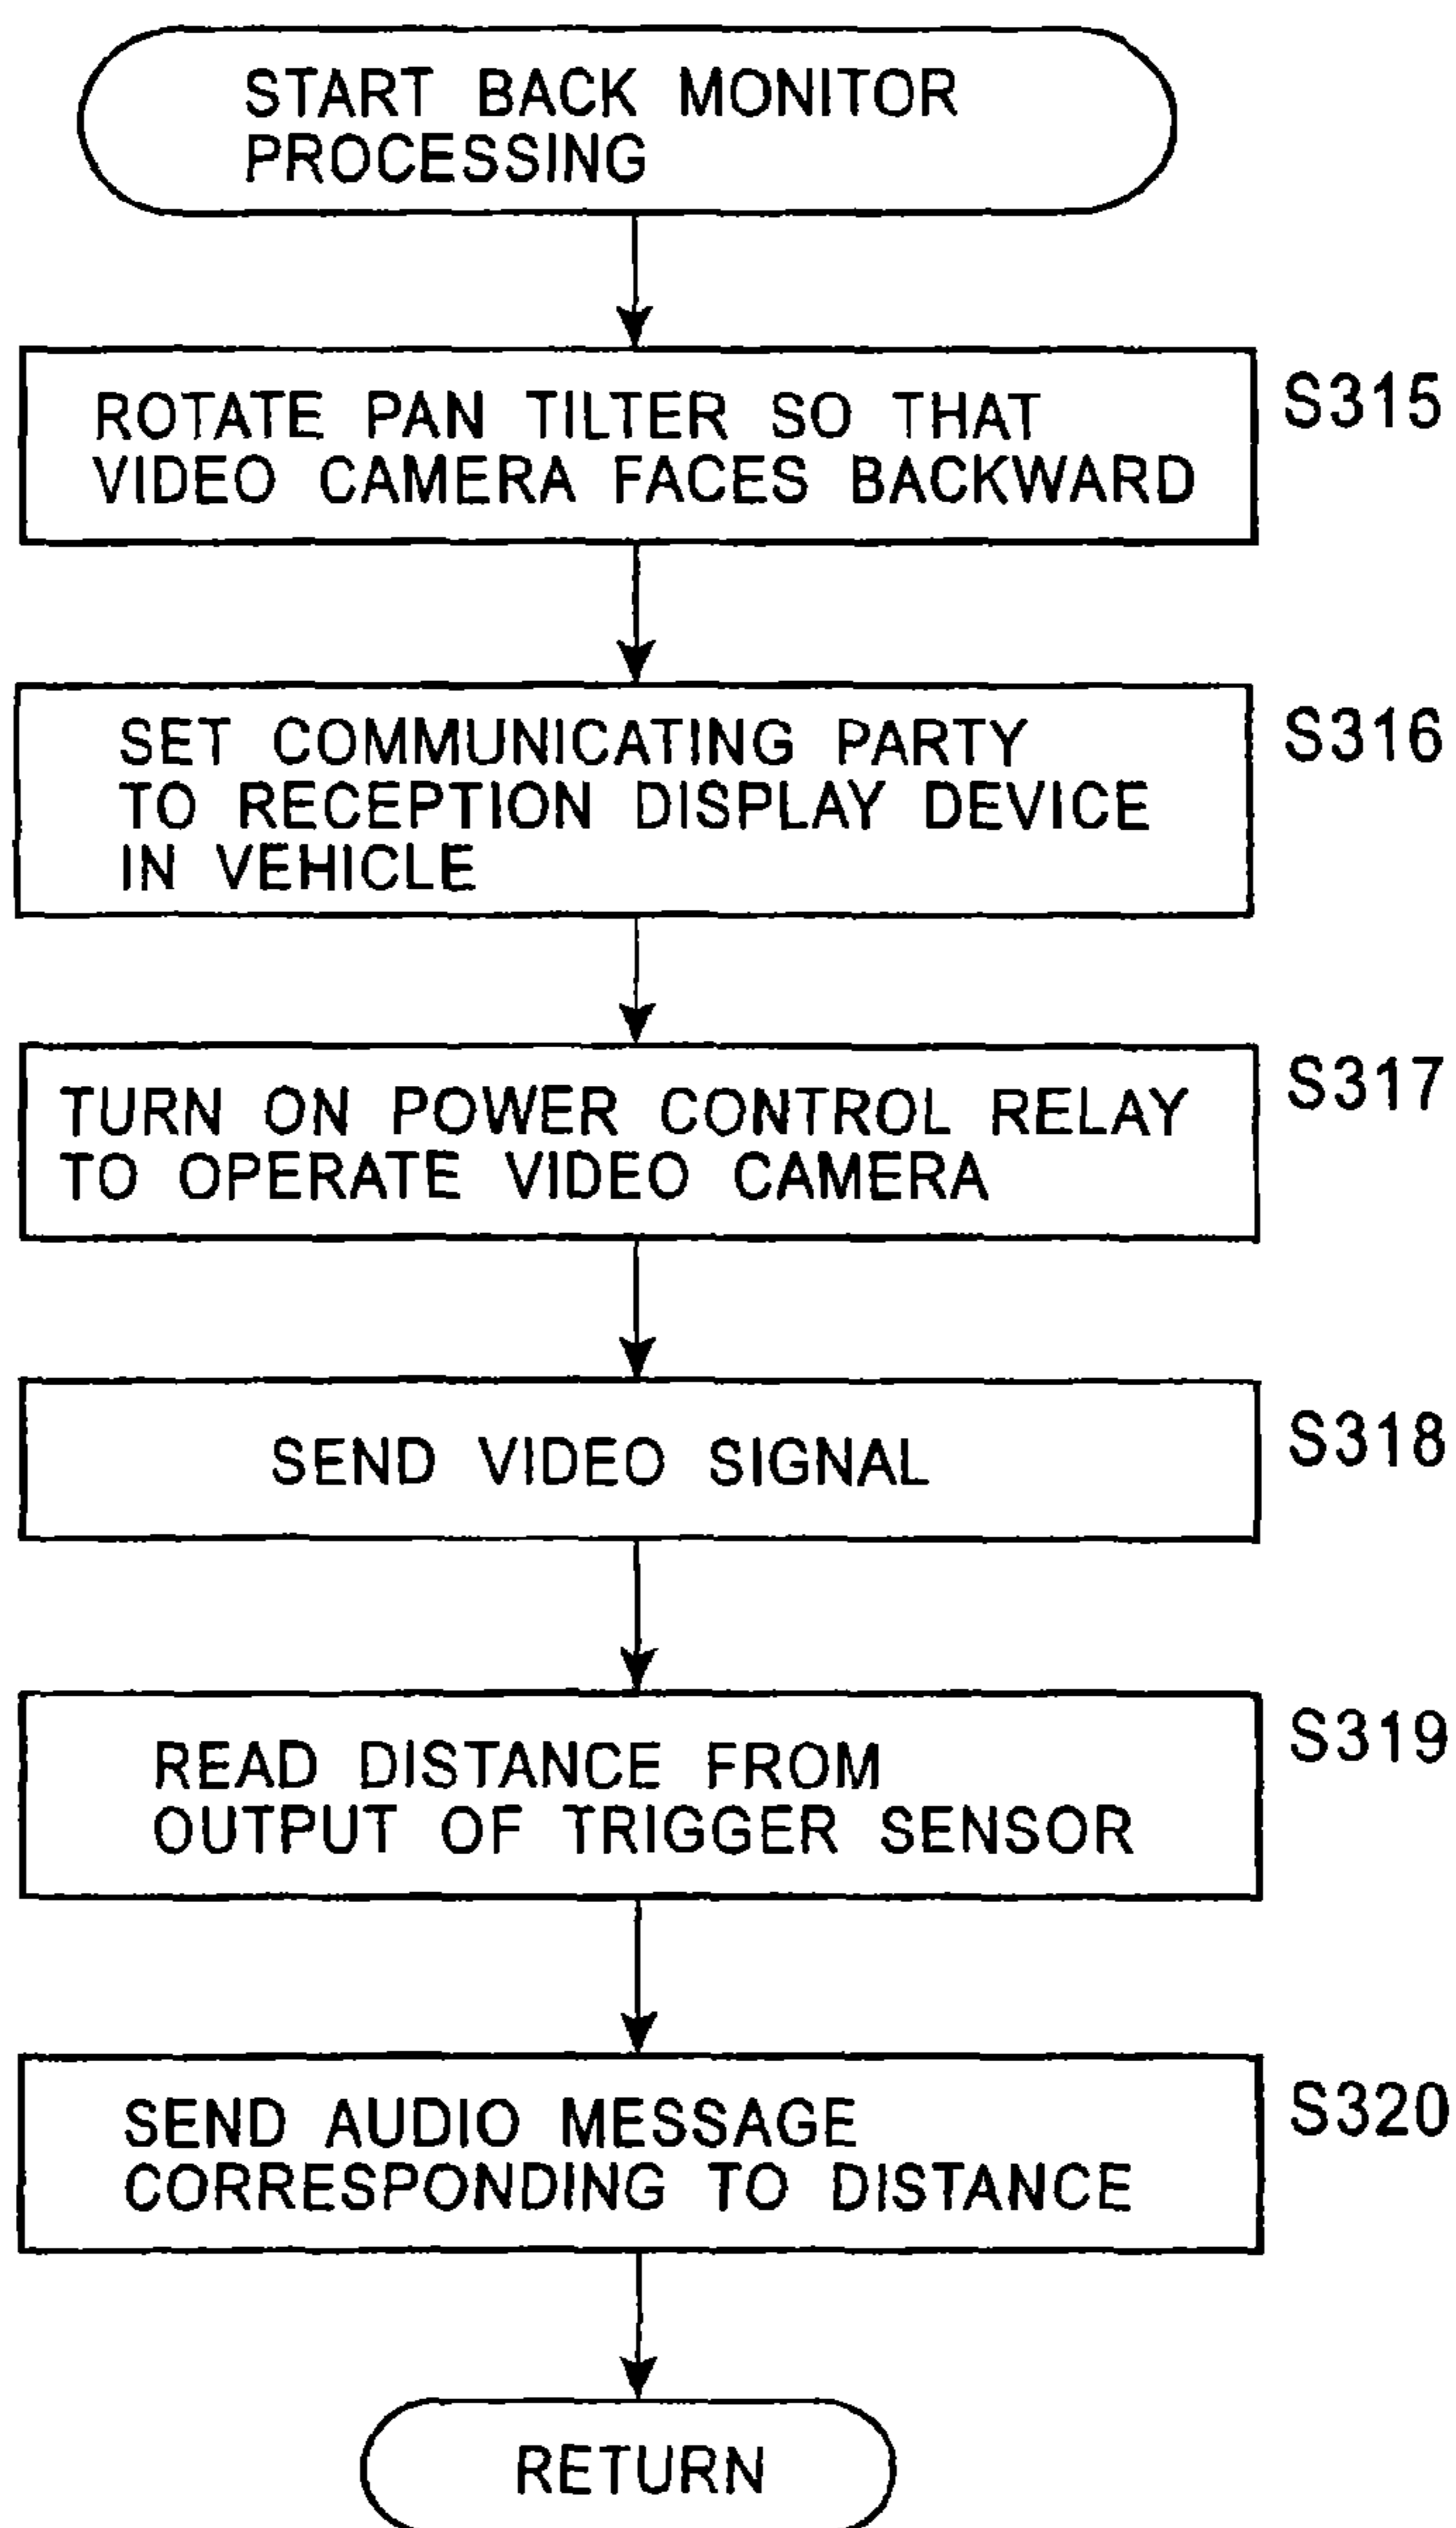 START BACK MONITOR
PROCESSING
ROTATE PAN TILTER SO THAT
VIDEO CAMERA FACES BACKWARD
S315
SET COMMUNICATING PARTY
TO RECEPTION DISPLAY DEVICE
IN VEHICLE
S316
TURN ON POWER CONTROL RELAY
TO OPERATE VIDEO CAMERA
S317
SEND VIDEO SIGNAL
S318
READ DISTANCE FROM
OUTPUT OF TRIGGER SENSOR
S319
SEND AUDIO MESSAGE
CORRESPONDING TO DISTANCE
S320
RETURN